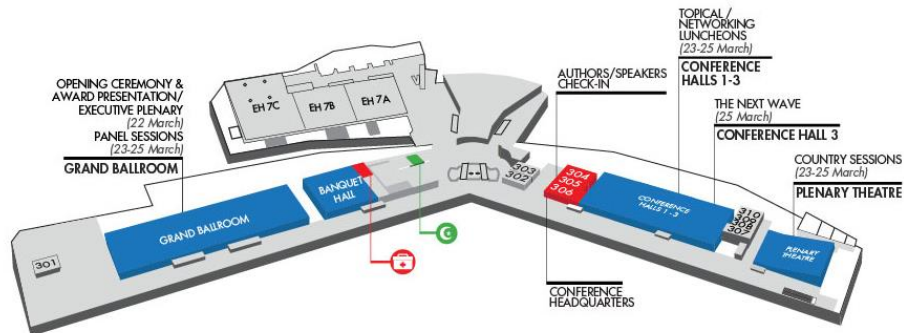 OPENING CEREMONY &
AWARD PRESENTATION/
EXECUTIVE PLENARY
(22 March)
PANEL SESSIONS
(23-25 March)
GRAND BALLROOM
EH 7C
EH 7B
EH 7A
AUTHORS/SPEAKERS
CHECK-IN
TOPICAL/
NETWORKING
LUNCHEONS
(23-25 March)
CONFERENCE
HALLS 1-3
THE NEXT WAVE
(25 March)
CONFERENCE HALL 3
COUNTRY SESSIONS
(23-25 March)
PLENARY THEATRE
301
GRAND BALLROOM
BANQUET
HALL
303
302
304
305
306
CONFERENCE
HALLS 1-3
310
309
308
307
PLENARY
THEATRE
CONFERENCE
HEADQUARTERS